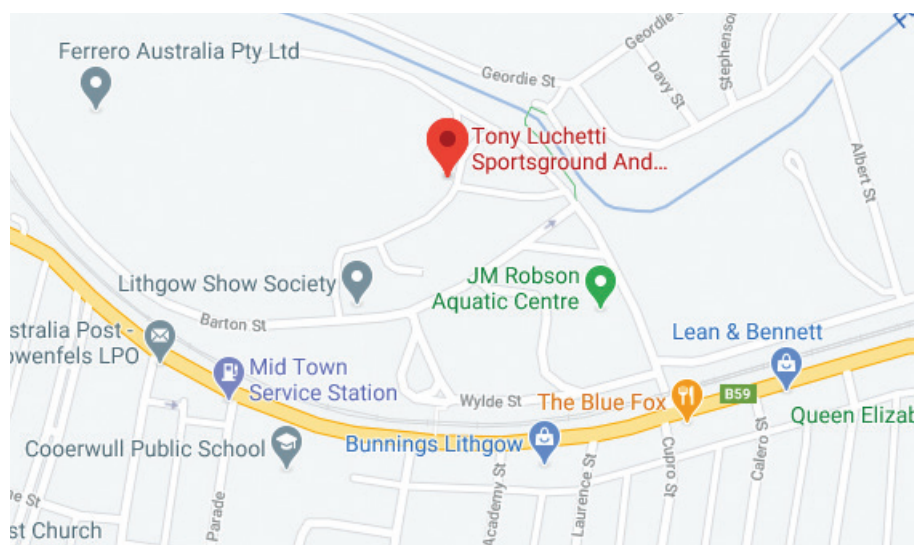 Geordie St
Stephenson
Ferrero Australia Pty Ltd
Geordie St
Davy St
Tony Luchetti
Sportsground And...
Albert St
Lithgow Show Society
JM Robson
Aquatic Centre
Barton St
stralia Post -
owenfels LPO
Lean & Bennett
Mid Town
Service Station
Wylde St
The Blue Fox
B59
Queen Elizab
Cooerwull Public School
Bunnings Lithgow
Academy St
Laurence St
Cupro St
Calero St
Parade
ne St
st Church